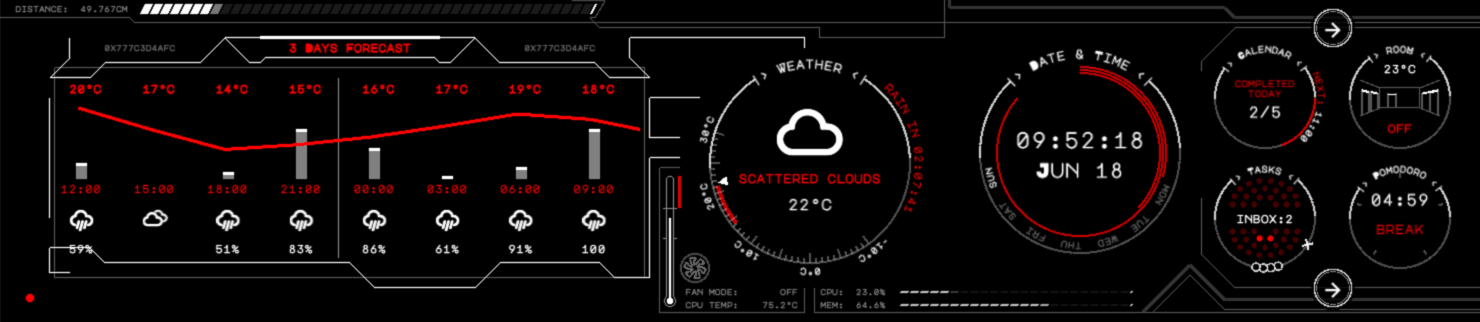 DISTANCE: 49.767CM
0X777C3D4AFC
3 DAYS FORECAST
0X777C3D4AFC
20°C 17°C 14°C 15°C 16°C 17°C 19°C 18°C
12:00 15:00 18:00 21:00 00:00 03:00 06:00 09:00
59% 51% 83% 86% 61% 91% 100
WEATHER
RAIN IN 02:07:41
SCATTERED CLOUDS
22°C
30°C
20°C
10°C
0°C
-10°C
FAN MODE: OFF
CPU TEMP: 75.2°C
CPU: 23.0%
MEM: 64.6%
DATE & TIME
09:52:18
JUN 18
SUN
SAT
FRI
THU
WED
TUE
MON
CALENDAR
COMPLETED
TODAY
2/5
NEXT: 11:00
ROOM
23°C
OFF
TASKS
INBOX:2
POMODORO
04:59
BREAK